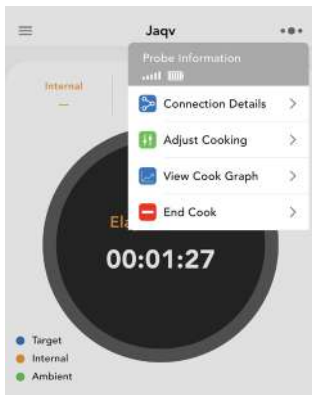 Jaqv
Probe Information
Internal
Connection Details
Adjust Cooking
View Cook Graph
End Cook
00:01:27
Target
Internal
Ambient